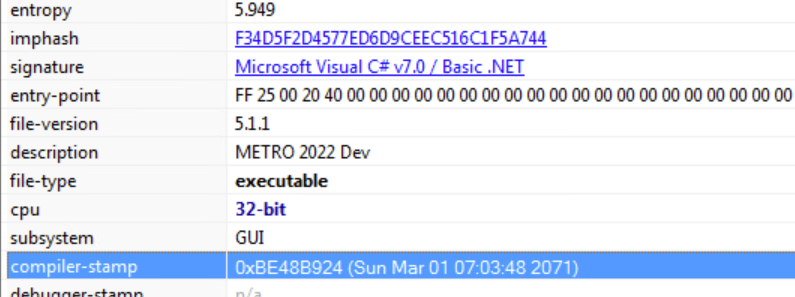 entropy 5.949
imphash F34D5F2D4577ED6D9CEEC516C1F5A744
signature Microsoft Visual C# v7.0 / Basic .NET
entry-point FF 25 00 20 40 00 00 00 00 00 00 00 00 00 00 00 00 00 00 00 00 00 00 00 00
file-version 5.1.1
description METRO 2022 Dev
file-type executable
cpu 32-bit
subsystem GUI
compiler-stamp 0xBE48B924 (Sun Mar 01 07:03:48 2071)
debugger-stamp n/a